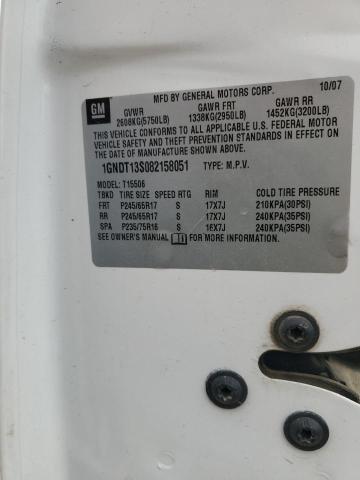 10/07
MFD BY GENERAL MOTORS CORP.
GM
GVWR GAWR FRT GAWR RR
2608KG(5750LB) 1338KG(2950LB) 1452KG(3200LB)
THIS VEHICLE CONFORMS TO ALL APPLICABLE U.S. FEDERAL MOTOR
VEHICLE SAFETY AND THEFT PREVENTION STANDARDS IN EFFECT ON
THE DATE OF MANUFACTURE SHOWN ABOVE.
1GNDT13S082158051 TYPE: M.P.V.
T15506
TBKD TIRE SIZE SPEED RTG RIM COLD TIRE PRESSURE
FRT P245/65R17 S 17X7J 210KPA(30PSI)
RR P245/65R17 S 17X7J 240KPA(35PSI)
SPA P235/75R16 S 16X7J 240KPA(35PSI)
SEE OWNER'S MANUAL FOR MORE INFORMATION.